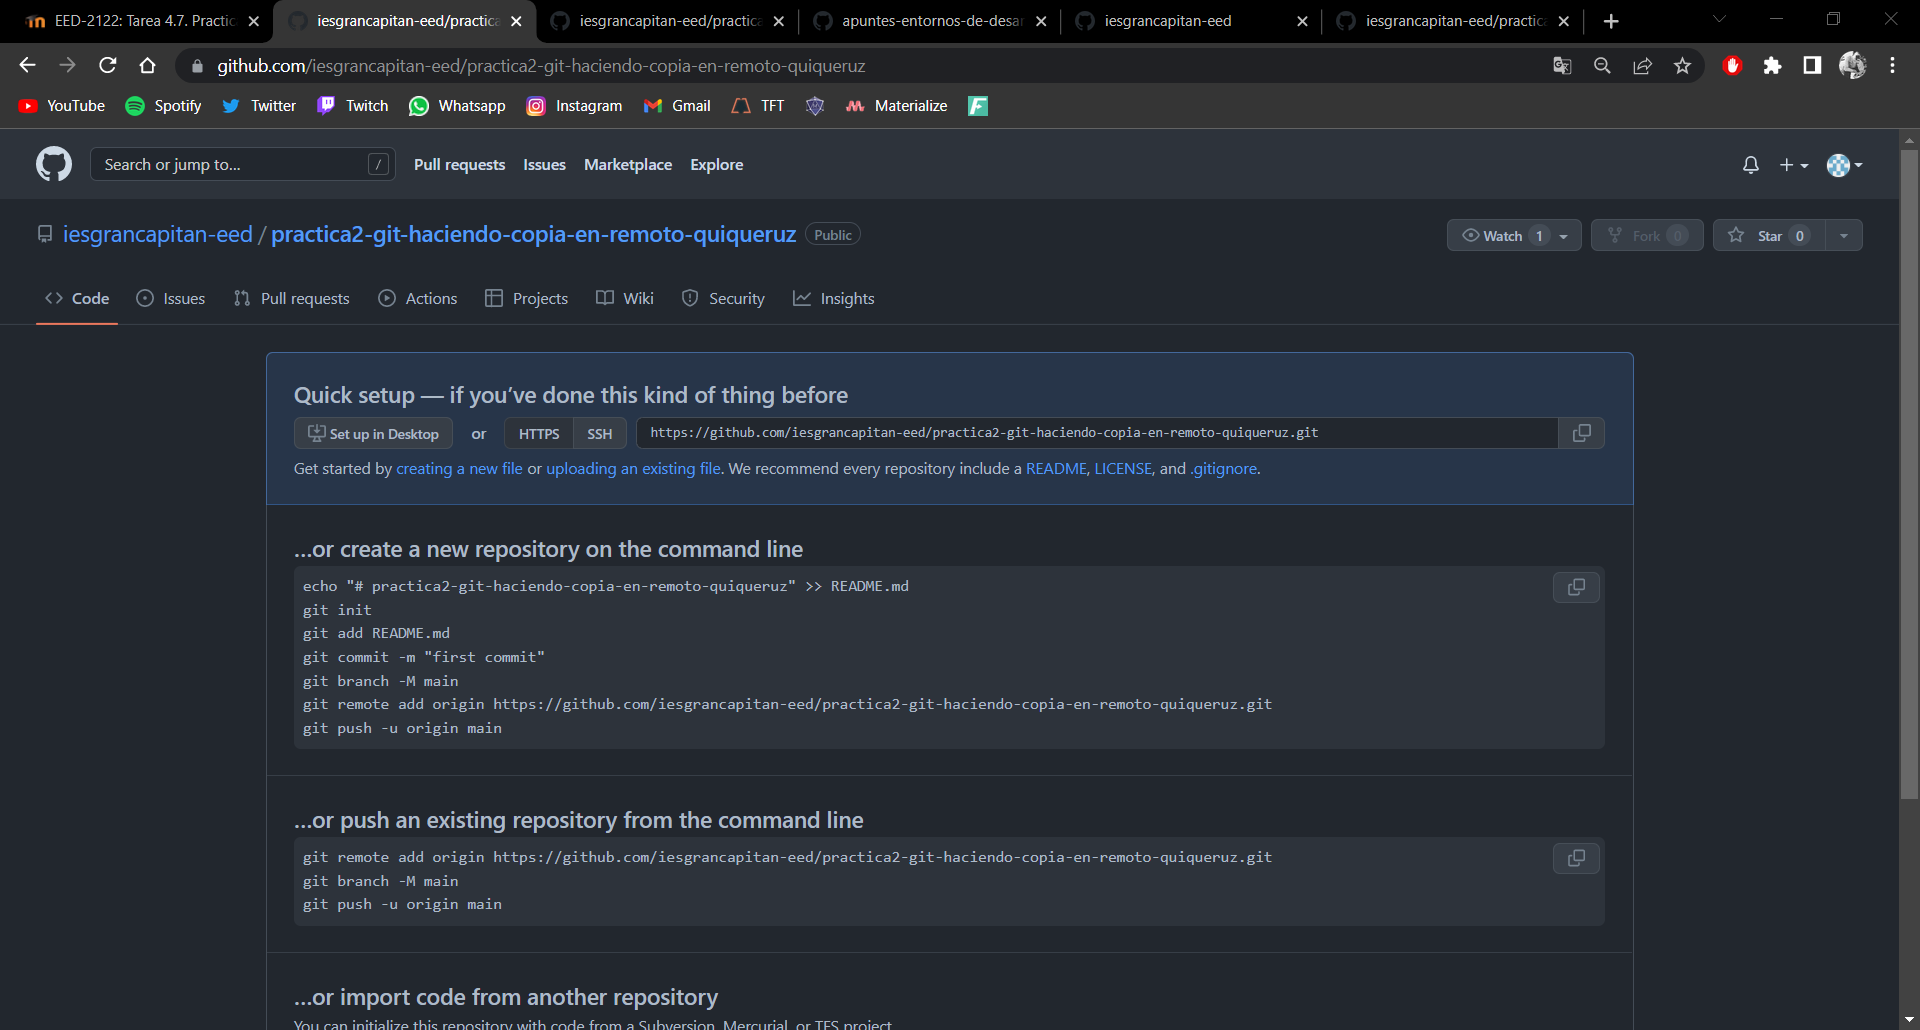 EED-2122: Tarea 4.7. Practic
iesgrancapitan-eed/practica
iesgrancapitan-eed/practica
apuntes-entornos-de-desar
iesgrancapitan-eed
iesgrancapitan-eed/practic
github.com/iesgrancapitan-eed/practica2-git-haciendo-copia-en-remoto-quiqueruz
YouTube Spotify Twitter Twitch Whatsapp Instagram Gmail TFT Materialize
Search or jump to... / Pull requests Issues Marketplace Explore
iesgrancapitan-eed / practica2-git-haciendo-copia-en-remoto-quiqueruz Public
Watch 1 Fork 0 Star 0
Code Issues Pull requests Actions Projects Wiki Security Insights
Quick setup — if you’ve done this kind of thing before
Set up in Desktop or HTTPS SSH https://github.com/iesgrancapitan-eed/practica2-git-haciendo-copia-en-remoto-quiqueruz.git
Get started by creating a new file or uploading an existing file. We recommend every repository include a README, LICENSE, and .gitignore.
…or create a new repository on the command line
echo "# practica2-git-haciendo-copia-en-remoto-quiqueruz" >> README.md
git init
git add README.md
git commit -m "first commit"
git branch -M main
git remote add origin https://github.com/iesgrancapitan-eed/practica2-git-haciendo-copia-en-remoto-quiqueruz.git
git push -u origin main
…or push an existing repository from the command line
git remote add origin https://github.com/iesgrancapitan-eed/practica2-git-haciendo-copia-en-remoto-quiqueruz.git
git branch -M main
git push -u origin main
…or import code from another repository
You can initialize this repository with code from a Subversion, Mercurial, or TFS project.